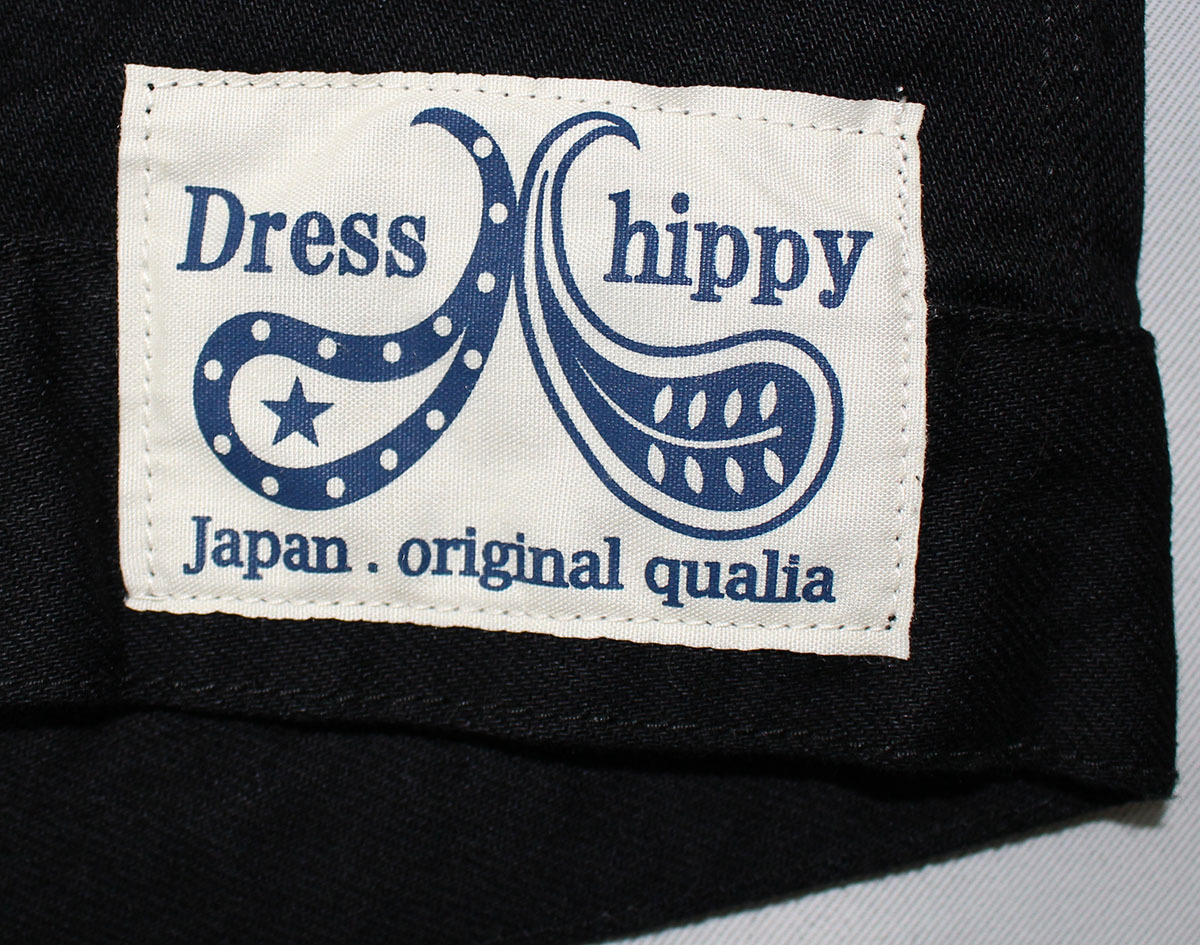 Dress hippy
Japan . original qualia